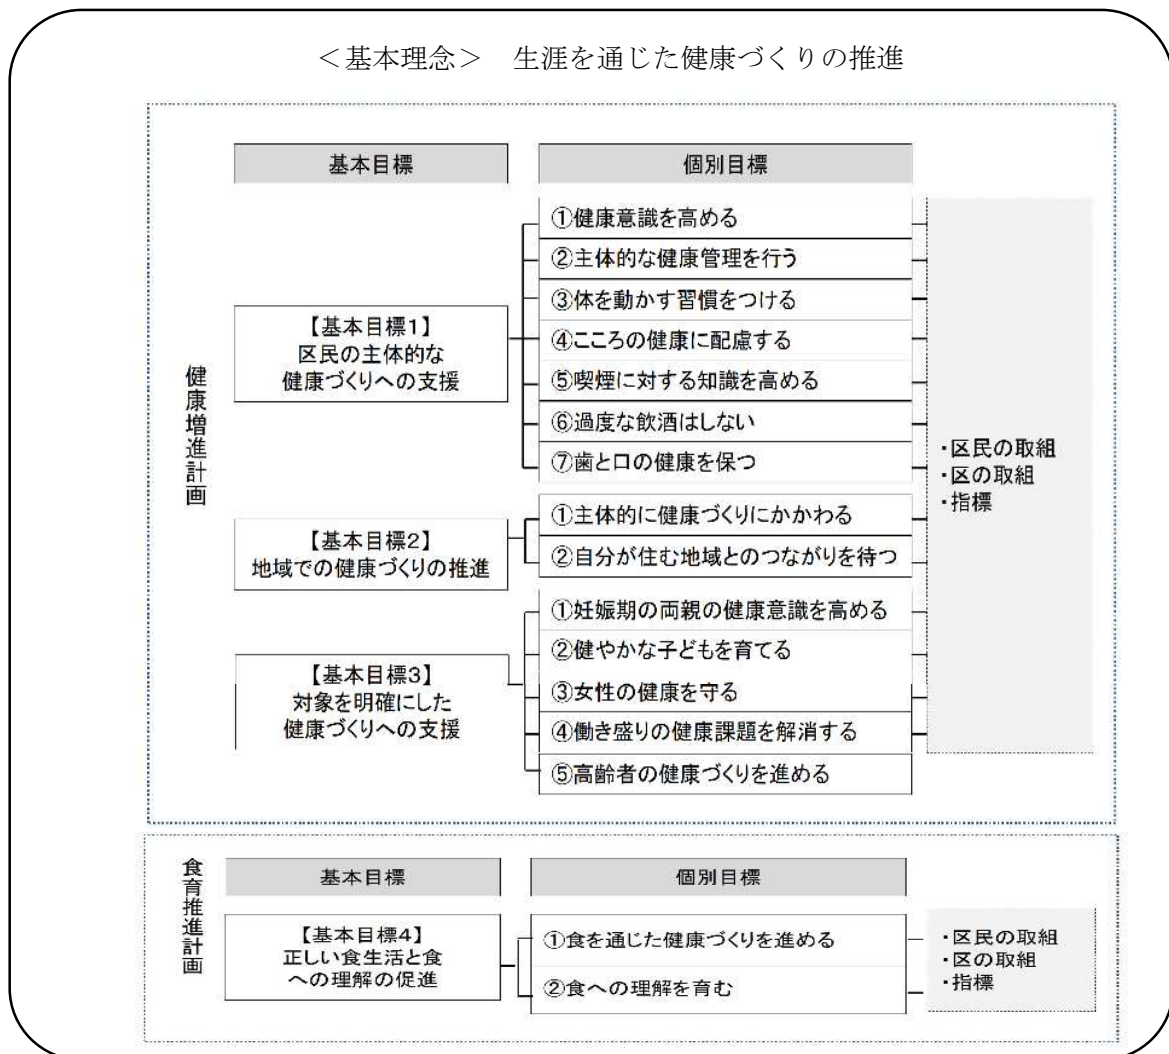 ＜基本理念＞　生涯を通じた健康づくりの推進
健康増進計画
基本目標
個別目標
【基本目標1】
区民の主体的な
健康づくりへの支援
①健康意識を高める
②主体的な健康管理を行う
③体を動かす習慣をつける
④こころの健康に配慮する
⑤喫煙に対する知識を高める
⑥過度な飲酒はしない
⑦歯と口の健康を保つ
【基本目標2】
地域での健康づくりの推進
①主体的に健康づくりにかかわる
②自分が住む地域とのつながりを待つ
【基本目標3】
対象を明確にした
健康づくりへの支援
①妊娠期の両親の健康意識を高める
②健やかな子どもを育てる
③女性の健康を守る
④働き盛りの健康課題を解消する
⑤高齢者の健康づくりを進める
・区民の取組
・区の取組
・指標
食育推進計画
基本目標
個別目標
【基本目標4】
正しい食生活と食
への理解の促進
①食を通じた健康づくりを進める
②食への理解を育む
・区民の取組
・区の取組
・指標